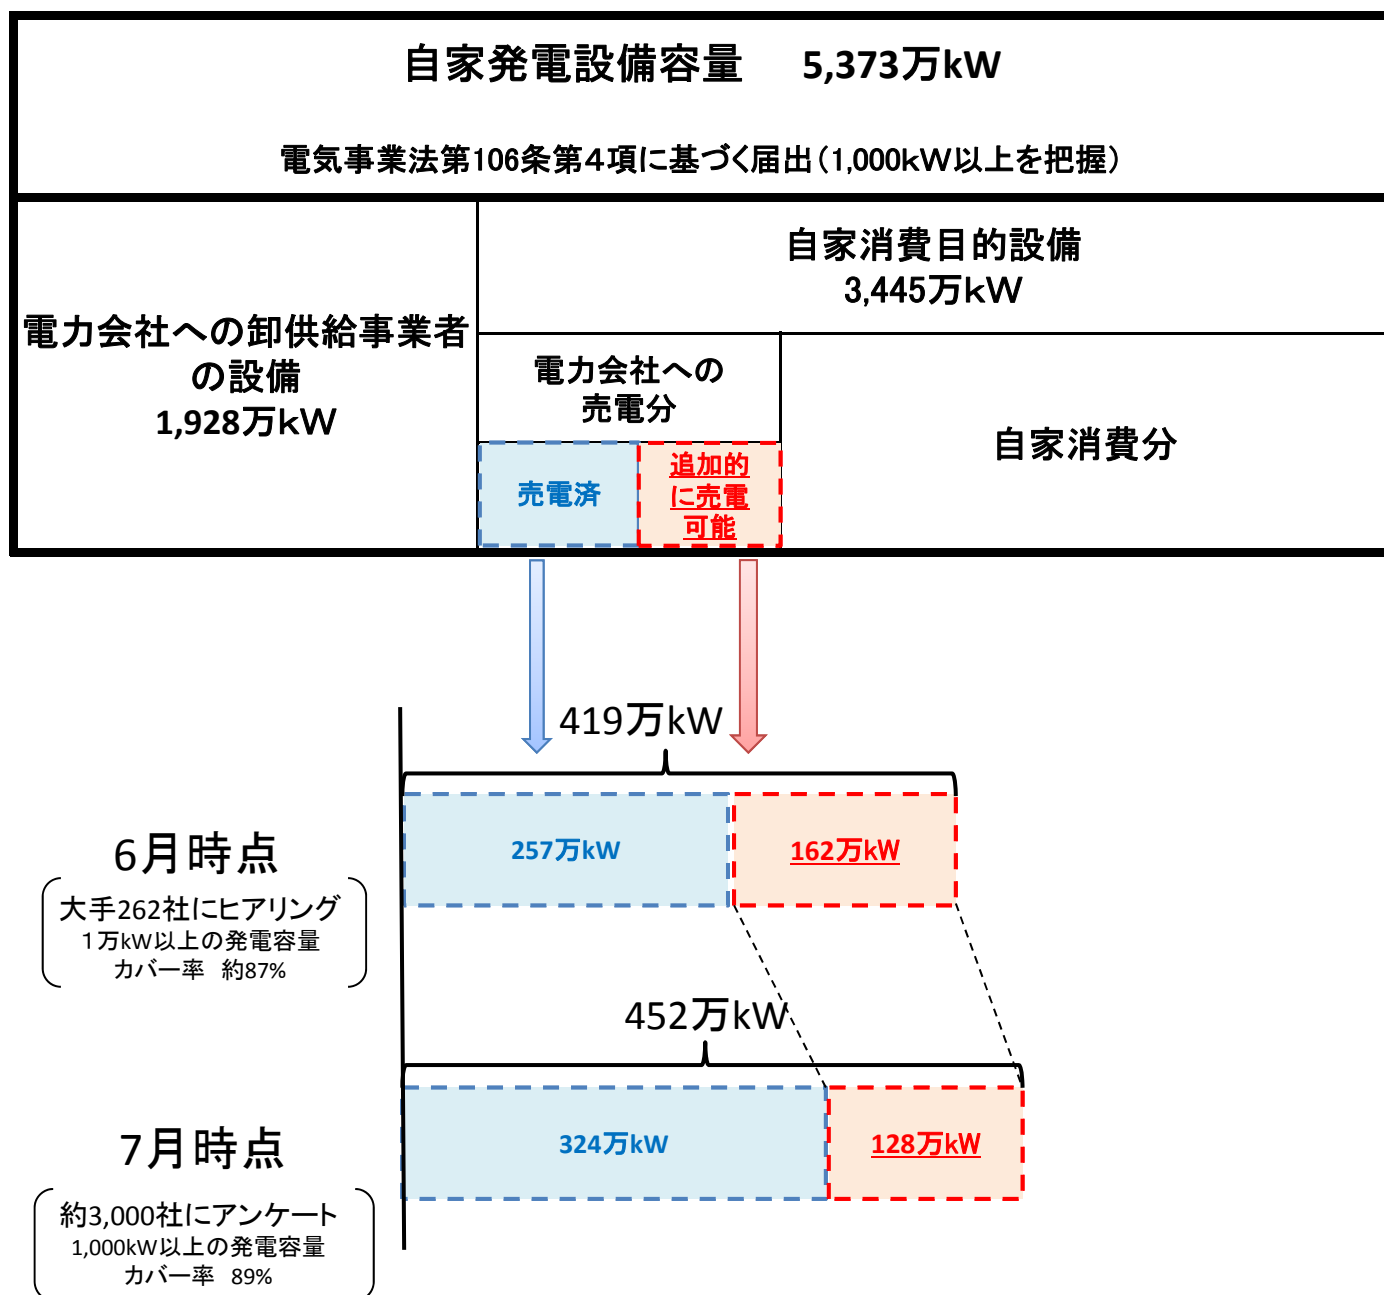 自家発電設備容量　5,373万kW
電気事業法第106条第4項に基づく届出（1,000kW以上を把握）
電力会社への卸供給事業者
の設備
1,928万kW
自家消費目的設備
3,445万kW
電力会社への
売電分
売電済
追加的
に売電
可能
自家消費分
419万kW
6月時点
大手262社にヒアリング
1万kW以上の発電容量
カバー率　約87%
257万kW
162万kW
452万kW
7月時点
約3,000社にアンケート
1,000kW以上の発電容量
カバー率　89%
324万kW
128万kW